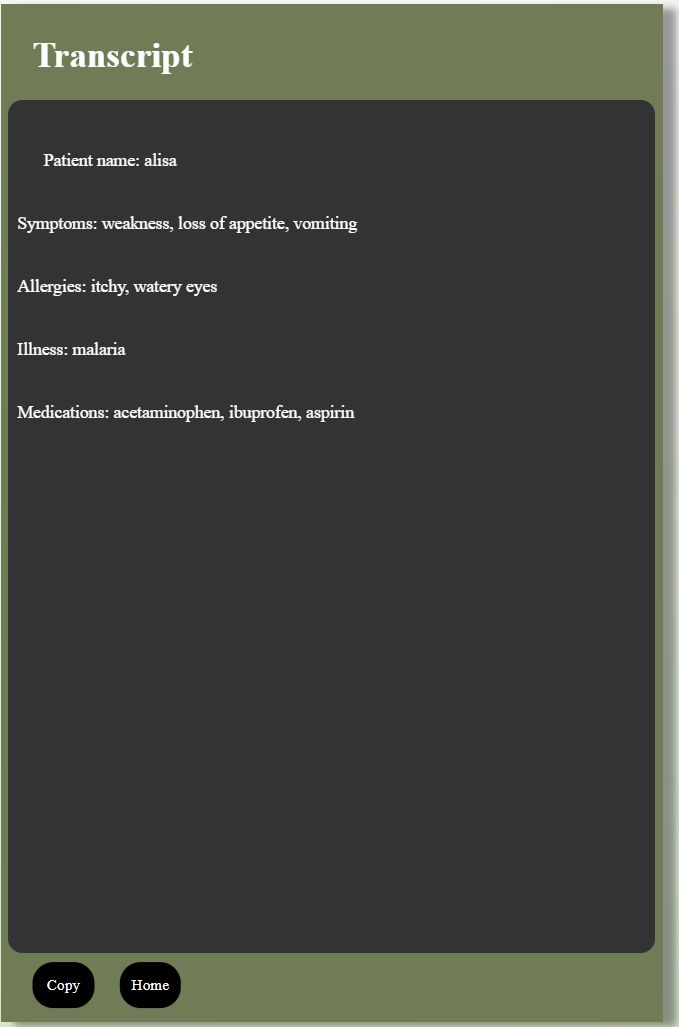 Transcript
Patient name: alisa
Symptoms: weakness, loss of appetite, vomiting
Allergies: itchy, watery eyes
Illness: malaria
Medications: acetaminophen, ibuprofen, aspirin
Copy
Home